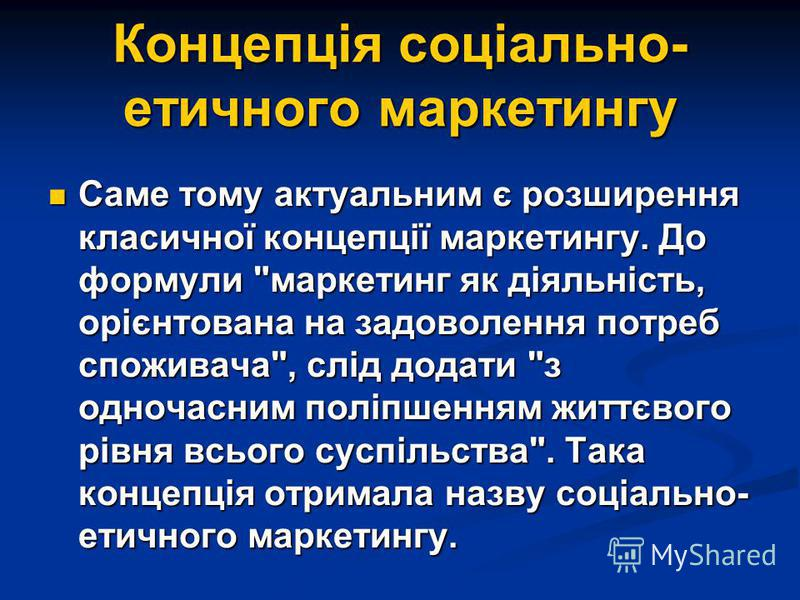 Концепція соціально-
етичного маркетингу
Саме тому актуальним є розширення
класичної концепції маркетингу. До
формули "маркетинг як діяльність,
орієнтована на задоволення потреб
споживача", слід додати "з
одночасним поліпшенням життєвого
рівня всього суспільства". Така
концепція отримала назву соціально-
етичного маркетингу.
MyShared